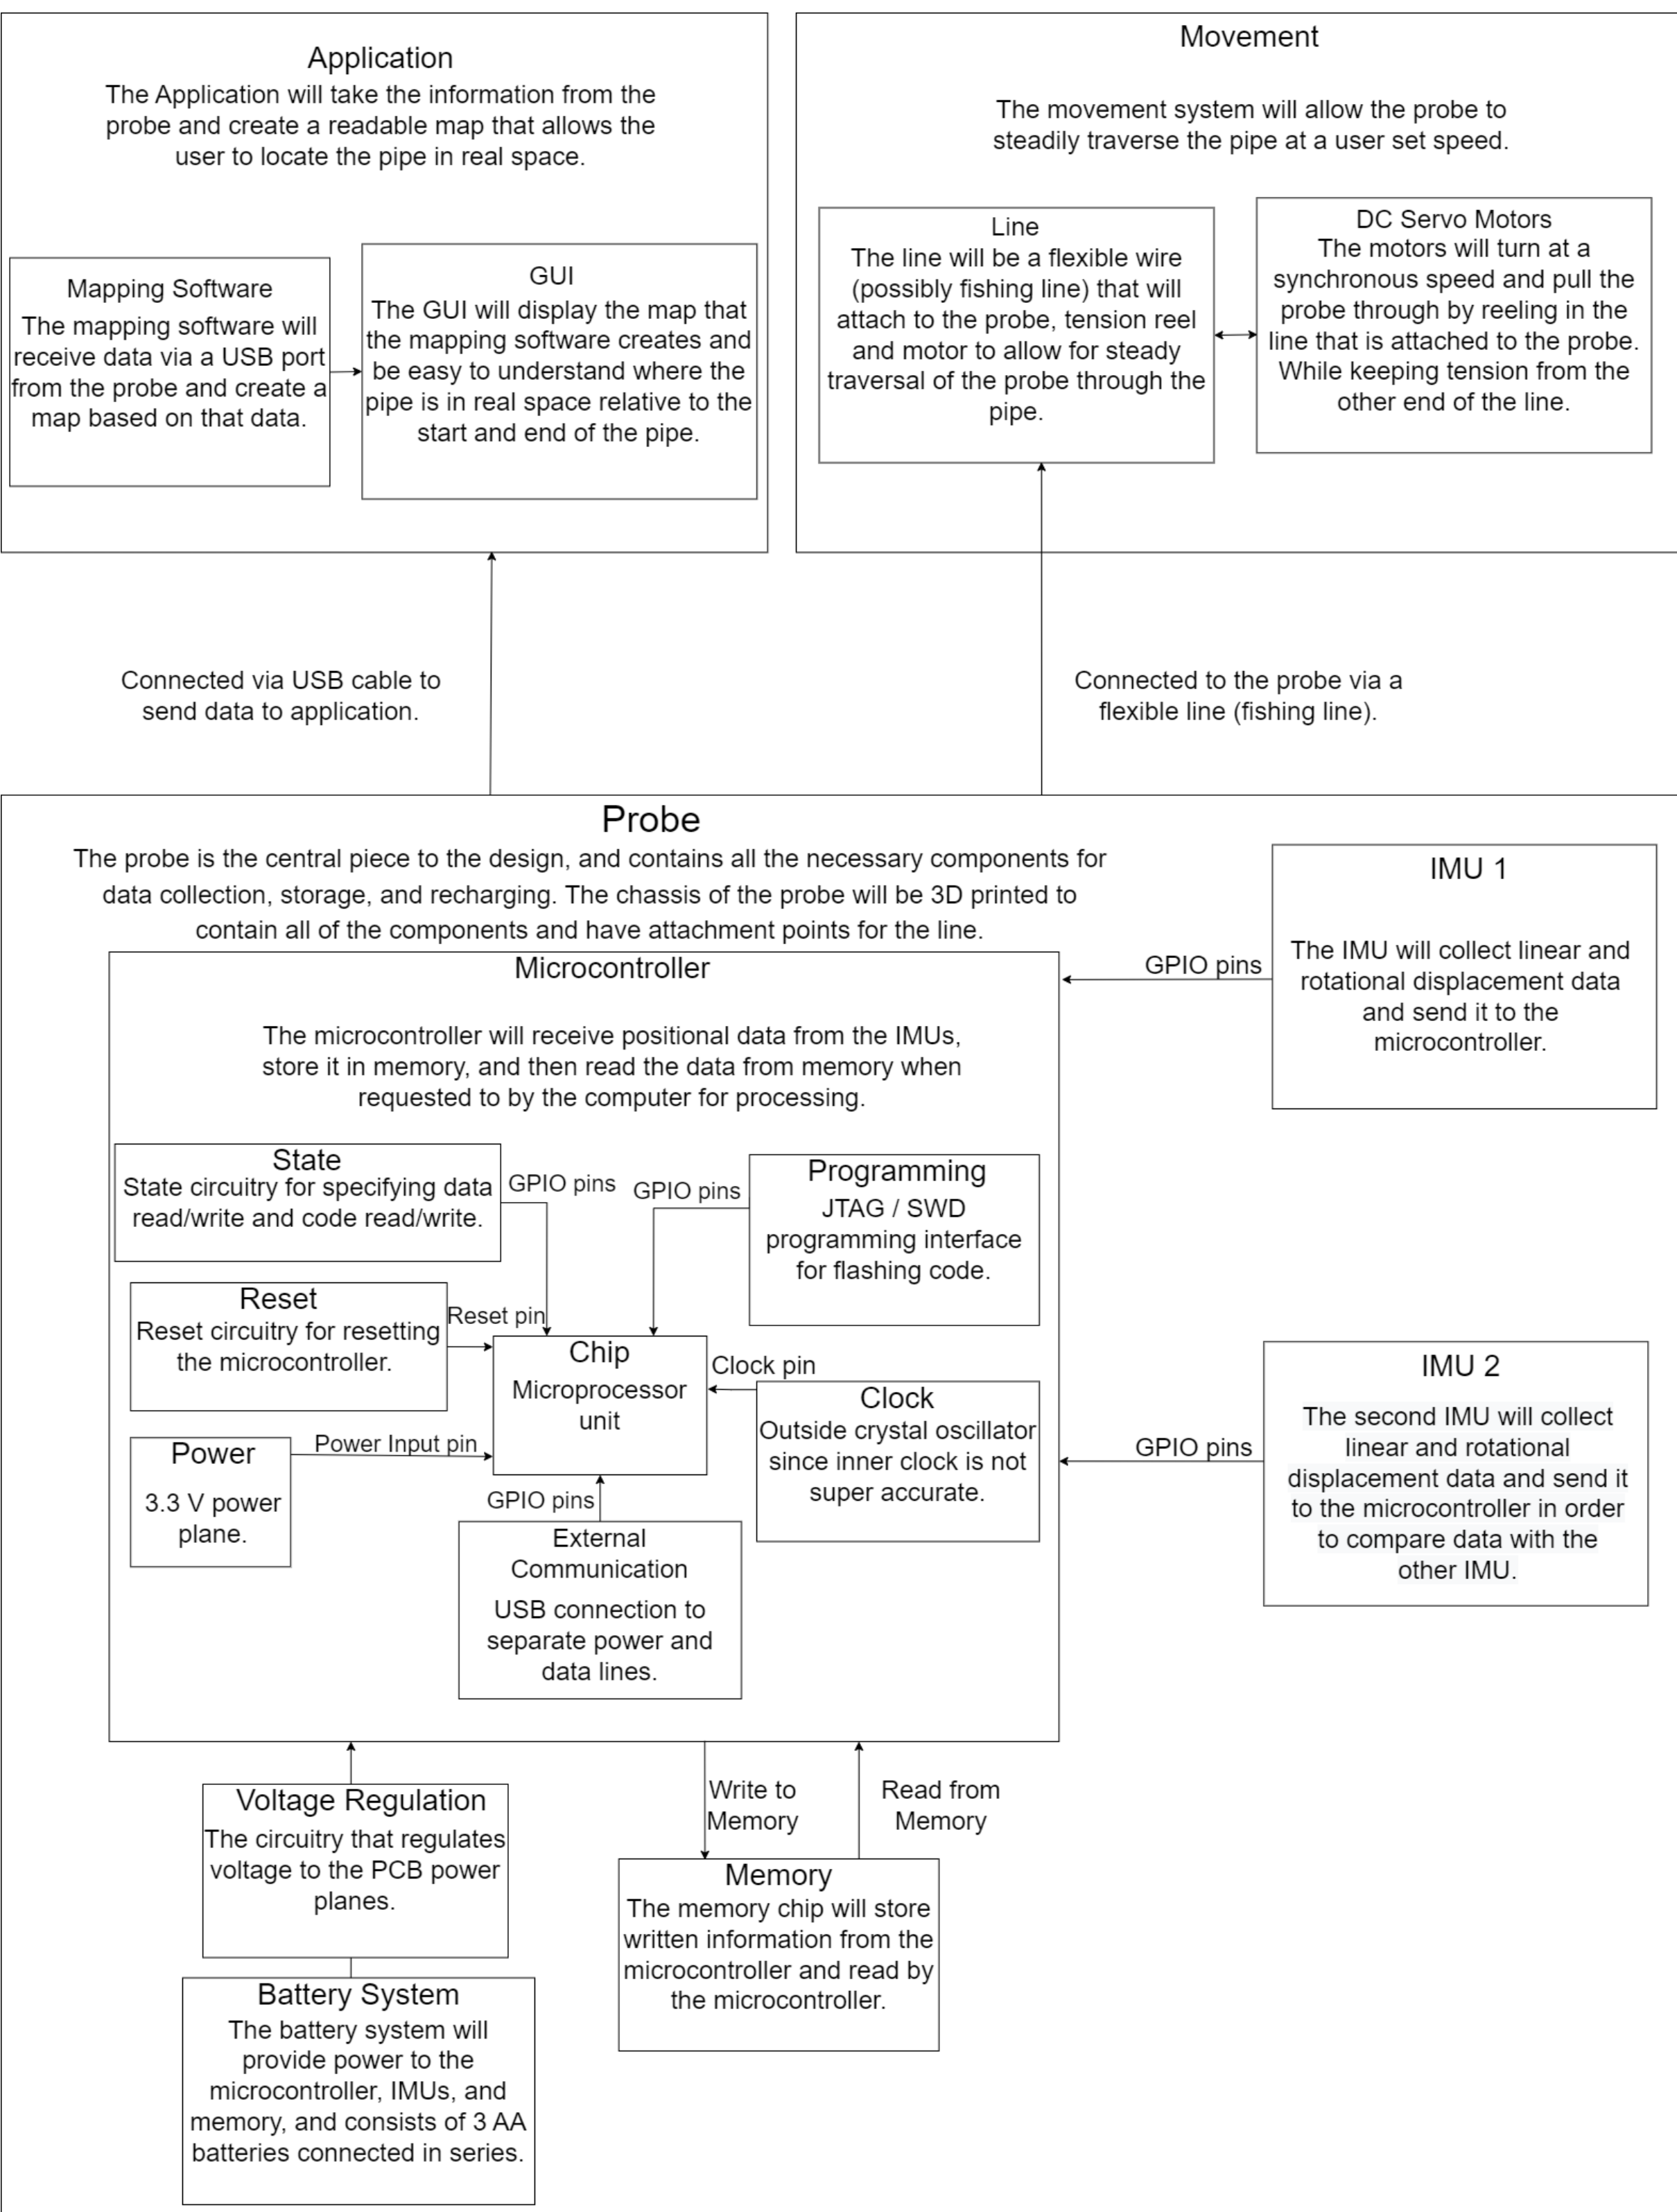 Application
The Application will take the information from the
probe and create a readable map that allows the
user to locate the pipe in real space.
Mapping Software
The mapping software will
receive data via a USB port
from the probe and create a
map based on that data.
GUI
The GUI will display the map that
the mapping software creates and
be easy to understand where the
pipe is in real space relative to the
start and end of the pipe.
Movement
The movement system will allow the probe to
steadily traverse the pipe at a user set speed.
Line
The line will be a flexible wire
(possibly fishing line) that will
attach to the probe, tension reel
and motor to allow for steady
traversal of the probe through the
pipe.
DC Servo Motors
The motors will turn at a
synchronous speed and pull the
probe through by reeling in the
line that is attached to the probe.
While keeping tension from the
other end of the line.
Connected via USB cable to
send data to application.
Connected to the probe via a
flexible line (fishing line).
Probe
The probe is the central piece to the design, and contains all the necessary components for
data collection, storage, and recharging. The chassis of the probe will be 3D printed to
contain all of the components and have attachment points for the line.
IMU 1
The IMU will collect linear and
rotational displacement data
and send it to the
microcontroller.
GPIO pins
Microcontroller
The microcontroller will receive positional data from the IMUs,
store it in memory, and then read the data from memory when
requested to by the computer for processing.
State
State circuitry for specifying data
read/write and code read/write.
GPIO pins
GPIO pins
Programming
JTAG / SWD
programming interface
for flashing code.
Reset
Reset circuitry for resetting
the microcontroller.
Reset pin
Chip
Microprocessor
unit
Clock pin
Clock
Outside crystal oscillator
since inner clock is not
super accurate.
Power
3.3 V power
plane.
Power Input pin
GPIO pins
External
Communication
USB connection to
separate power and
data lines.
GPIO pins
IMU 2
The second IMU will collect
linear and rotational
displacement data and send it
to the microcontroller in order
to compare data with the
other IMU.
Voltage Regulation
The circuitry that regulates
voltage to the PCB power
planes.
Write to
Memory
Read from
Memory
Memory
The memory chip will store
written information from the
microcontroller and read by
the microcontroller.
Battery System
The battery system will
provide power to the
microcontroller, IMUs, and
memory, and consists of 3 AA
batteries connected in series.